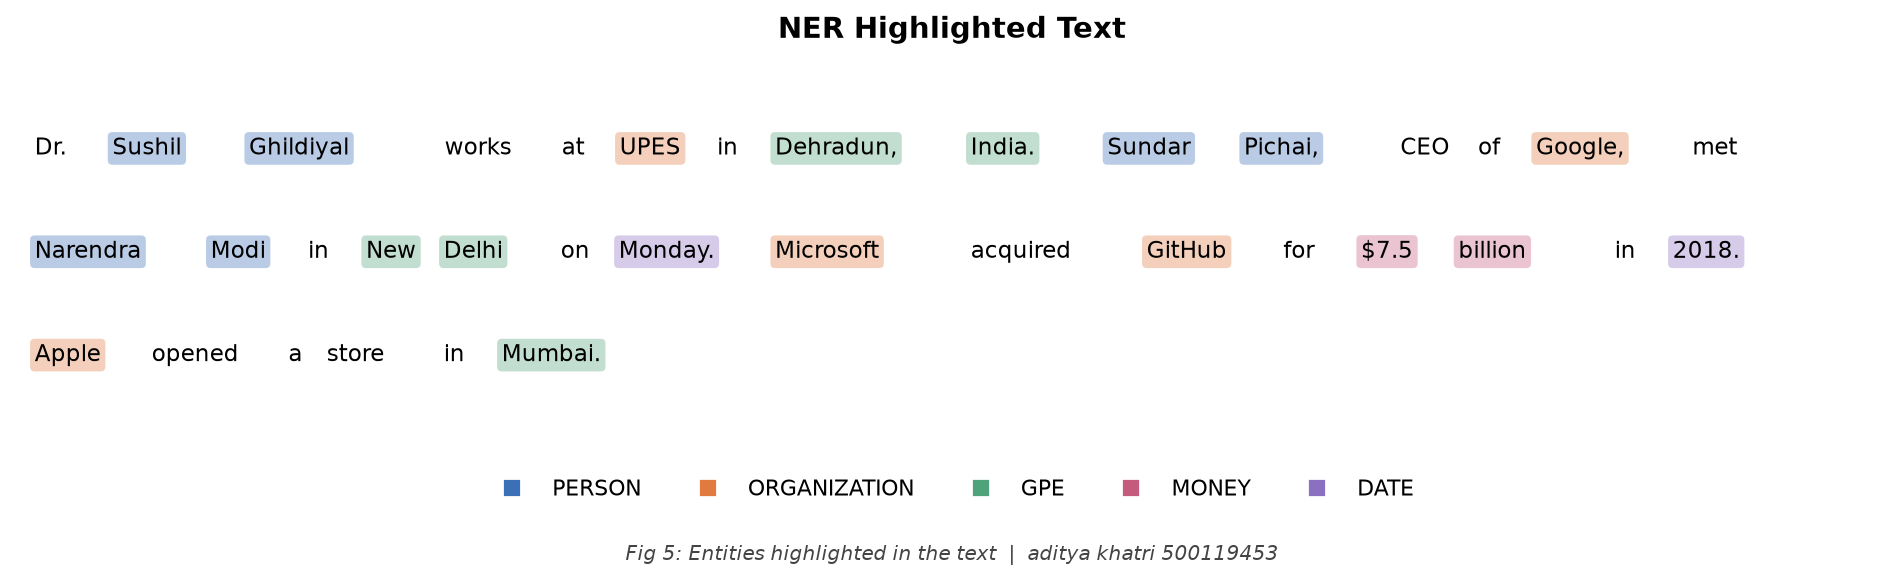 NER Highlighted Text
Dr. Sushil Ghildiyal works at UPES in Dehradun, India. Sundar Pichai, CEO of Google, met
Narendra Modi in New Delhi on Monday. Microsoft acquired GitHub for $7.5 billion in 2018.
Apple opened a store in Mumbai.
PERSON ORGANIZATION GPE MONEY DATE
Fig 5: Entities highlighted in the text | aditya khatri 500119453